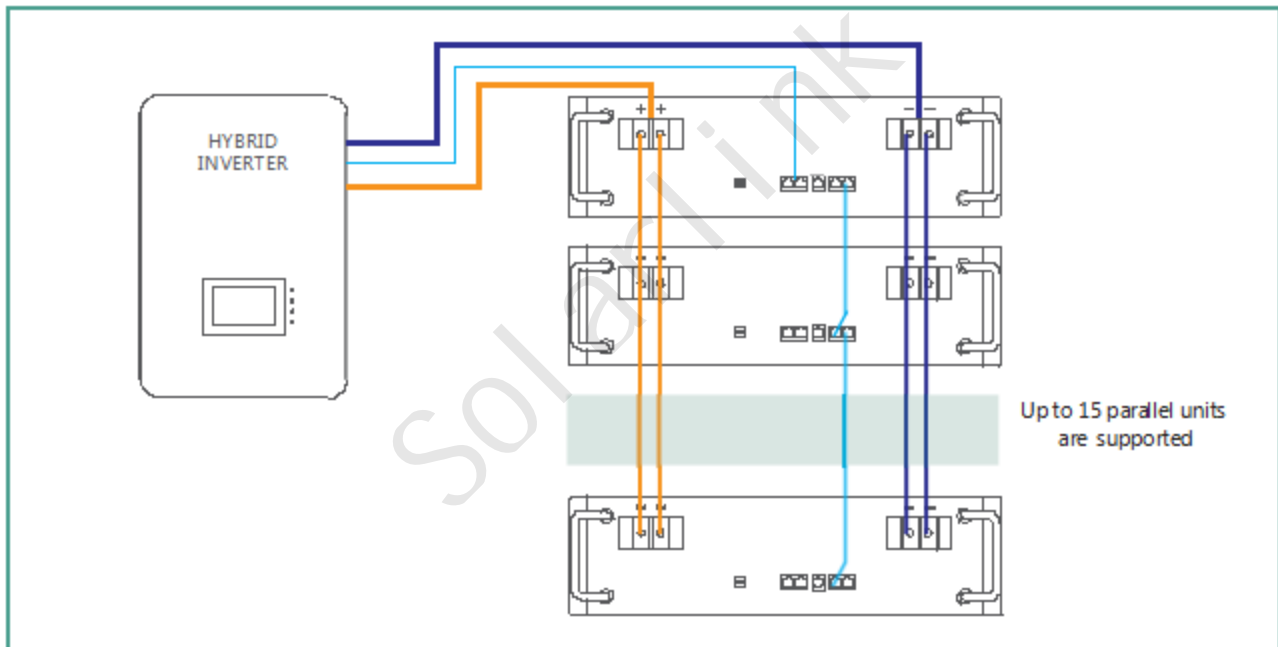 HYBRID
INVERTER
+ +
− −
Up to 15 parallel units
are supported
Solarlink